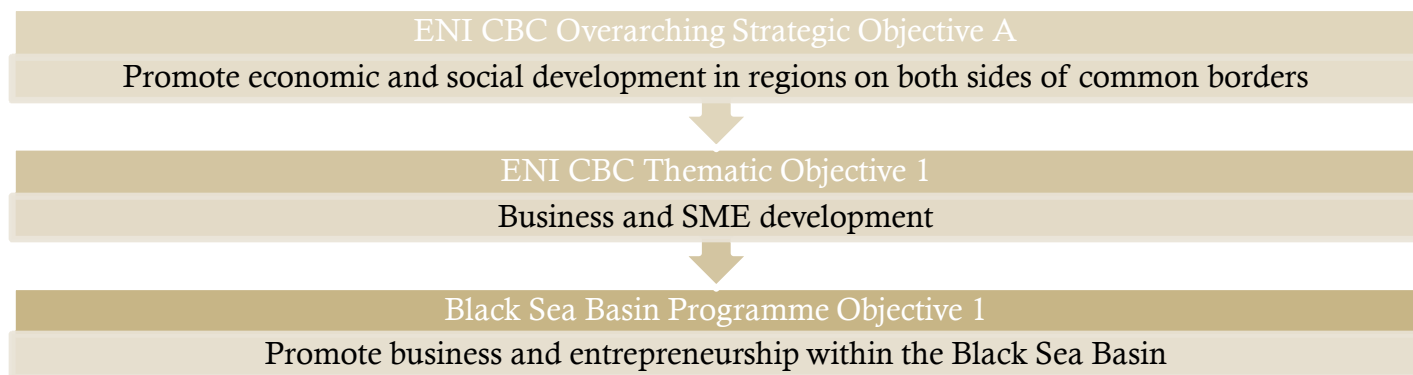 ENI CBC Overarching Strategic Objective A
Promote economic and social development in regions on both sides of common borders
ENI CBC Thematic Objective 1
Business and SME development
Black Sea Basin Programme Objective 1
Promote business and entrepreneurship within the Black Sea Basin